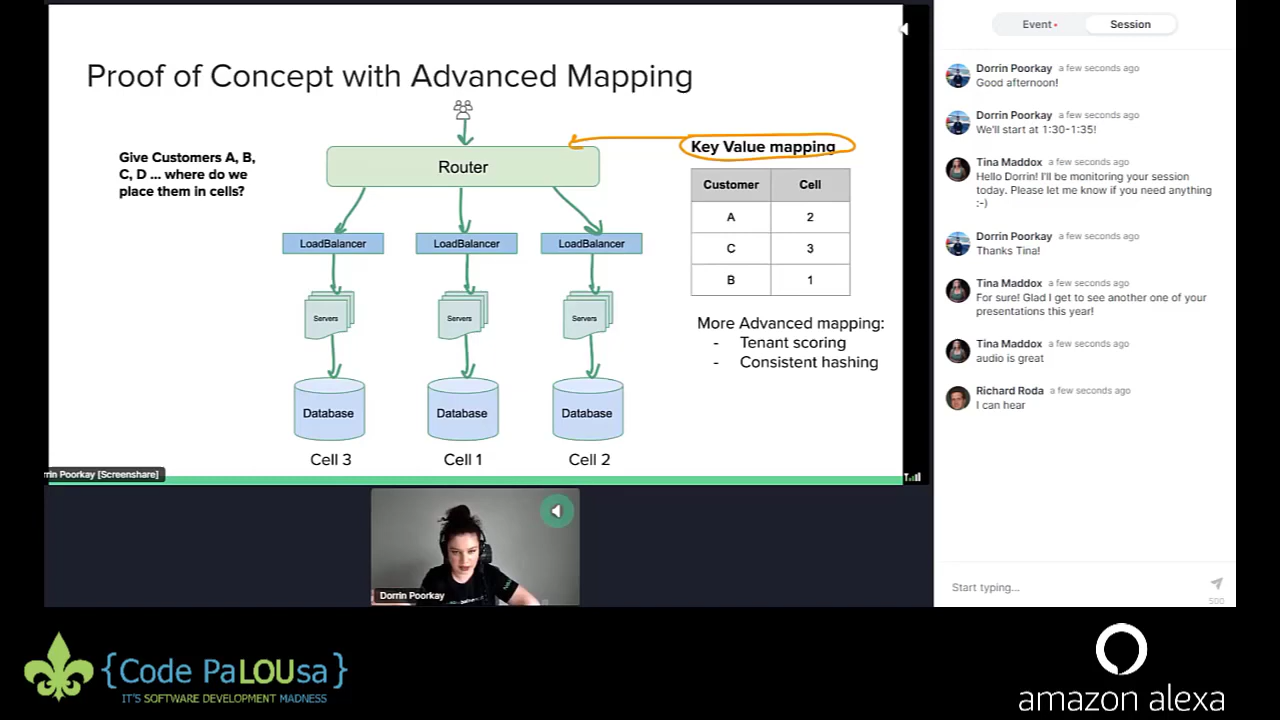 Proof of Concept with Advanced Mapping
Give Customers A, B,
C, D ... where do we
place them in cells?
Router
LoadBalancer
LoadBalancer
LoadBalancer
Servers
Servers
Servers
Database
Database
Database
Cell 3
Cell 1
Cell 2
Key Value mapping
Customer Cell
A 2
C 3
B 1
More Advanced mapping:
- Tenant scoring
- Consistent hashing
rrin Poorkay [Screenshare]
Dorrin Poorkay
Event
Session
Dorrin Poorkay a few seconds ago
Good afternoon!
Dorrin Poorkay a few seconds ago
We'll start at 1:30-1:35!
Tina Maddox a few seconds ago
Hello Dorrin! I'll be monitoring your session
today. Please let me know if you need anything
:-)
Dorrin Poorkay a few seconds ago
Thanks Tina!
Tina Maddox a few seconds ago
For sure! Glad I get to see another one of your
presentations this year!
Tina Maddox a few seconds ago
audio is great
Richard Roda a few seconds ago
I can hear
Start typing...
500
{Code PaLOUsa}
IT'S SOFTWARE DEVELOPMENT MADNESS
amazon alexa